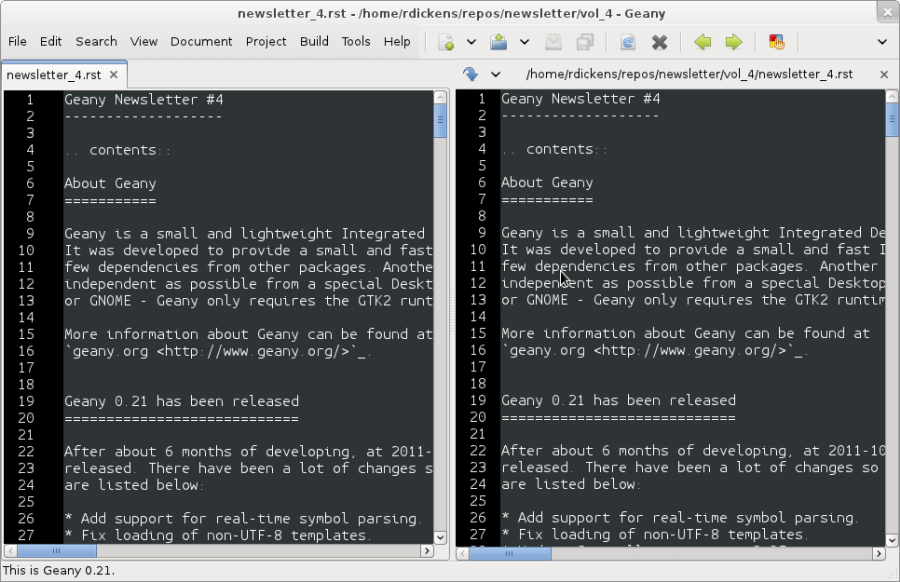 newsletter_4.rst - /home/rdickens/repos/newsletter/vol_4 - Geany
File Edit Search View Document Project Build Tools Help
newsletter_4.rst
1 Geany Newsletter #4
2 -------------------
3
4 .. contents::
5
6 About Geany
7 ===========
8
9 Geany is a small and lightweight Integrated
10 It was developed to provide a small and fast
11 few dependencies from other packages. Anothe
12 independent as possible from a special Deskt
13 or GNOME - Geany only requires the GTK2 runt
14
15 More information about Geany can be found at
16 `geany.org <http://www.geany.org/>`_.
17
18
19 Geany 0.21 has been released
20 ============================
21
22 After about 6 months of developing, at 2011-
23 released. There have been a lot of changes s
24 are listed below:
25
26 * Add support for real-time symbol parsing.
27 * Fix loading of non-UTF-8 templates.
/home/rdickens/repos/newsletter/vol_4/newsletter_4.rst
1 Geany Newsletter #4
2 -------------------
3
4 .. contents::
5
6 About Geany
7 ===========
8
9 Geany is a small and lightweight Integrated De
10 It was developed to provide a small and fast I
11 few dependencies from other packages. Another
12 independent as possible from a special Desktop
13 or GNOME - Geany only requires the GTK2 runtim
14
15 More information about Geany can be found at
16 `geany.org <http://www.geany.org/>`_.
17
18
19 Geany 0.21 has been released
20 ============================
21
22 After about 6 months of developing, at 2011-10
23 released. There have been a lot of changes so
24 are listed below:
25
26 * Add support for real-time symbol parsing.
27 * Fix loading of non-UTF-8 templates.
This is Geany 0.21.